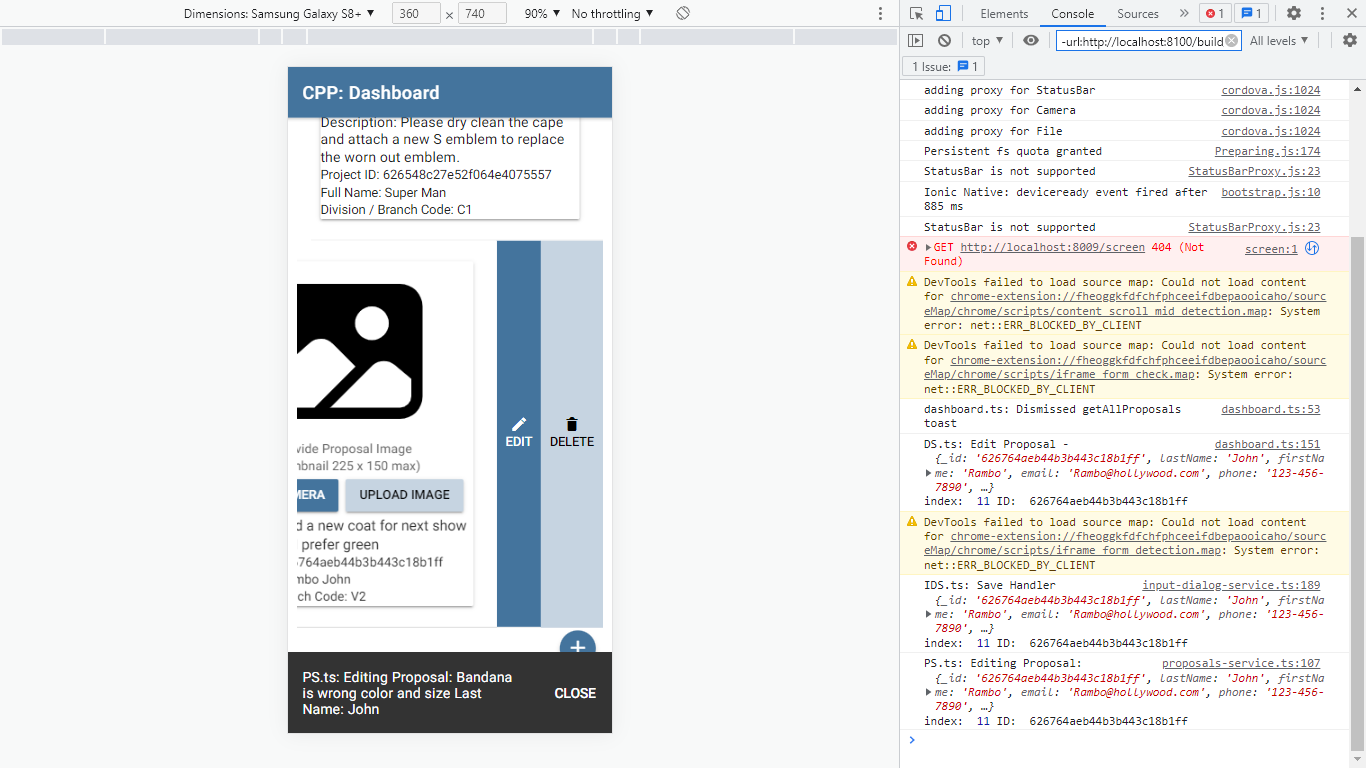 Dimensions: Samsung Galaxy S8+ ▼ 360 × 740 90% ▼ No throttling ▼
Elements Console Sources » 1 1
top ▼ -url:http://localhost:8100/build All levels ▼
1 Issue: 1
CPP: Dashboard
Description: Please dry clean the cape
and attach a new S emblem to replace
the worn out emblem.
Project ID: 626548c27e52f064e4075557
Full Name: Super Man
Division / Branch Code: C1
EDIT
DELETE
vide Proposal Image
nbnail 225 x 150 max)
MERA UPLOAD IMAGE
d a new coat for next show
prefer green
‹6764aeb44b3b443c18b1ff
mbo John
ch Code: V2
+
PS.ts: Editing Proposal: Bandana
is wrong color and size Last
Name: John
CLOSE
adding proxy for StatusBar cordova.js:1024
adding proxy for Camera cordova.js:1024
adding proxy for File cordova.js:1024
Persistent fs quota granted Preparing.js:174
StatusBar is not supported StatusBarProxy.js:23
Ionic Native: deviceready event fired after bootstrap.js:10
885 ms
StatusBar is not supported StatusBarProxy.js:23
GET http://localhost:8009/screen 404 (Not screen:1
Found)
DevTools failed to load source map: Could not load content
for chrome-extension://fheoggkfdfchfphceeifdbepaooicaho/sourc
eMap/chrome/scripts/content_scroll_mid_detection.map: System
error: net::ERR_BLOCKED_BY_CLIENT
DevTools failed to load source map: Could not load content
for chrome-extension://fheoggkfdfchfphceeifdbepaooicaho/sourc
eMap/chrome/scripts/iframe_form_check.map: System error:
net::ERR_BLOCKED_BY_CLIENT
dashboard.ts: Dismissed getAllProposals dashboard.ts:53
toast
DS.ts: Edit Proposal - dashboard.ts:151
{_id: '626764aeb44b3b443c18b1ff', lastName: 'John', firstNa
me: 'Rambo', email: 'Rambo@hollywood.com', phone: '123-456-
7890', …}
index: 11 ID: 626764aeb44b3b443c18b1ff
DevTools failed to load source map: Could not load content
for chrome-extension://fheoggkfdfchfphceeifdbepaooicaho/sourc
eMap/chrome/scripts/iframe_form_detection.map: System error:
net::ERR_BLOCKED_BY_CLIENT
IDS.ts: Save Handler input-dialog-service.ts:189
{_id: '626764aeb44b3b443c18b1ff', lastName: 'John', firstNa
me: 'Rambo', email: 'Rambo@hollywood.com', phone: '123-456-
7890', …}
index: 11 ID: 626764aeb44b3b443c18b1ff
PS.ts: Editing Proposal: proposals-service.ts:107
{_id: '626764aeb44b3b443c18b1ff', lastName: 'John', firstNa
me: 'Rambo', email: 'Rambo@hollywood.com', phone: '123-456-
7890', …}
index: 11 ID: 626764aeb44b3b443c18b1ff